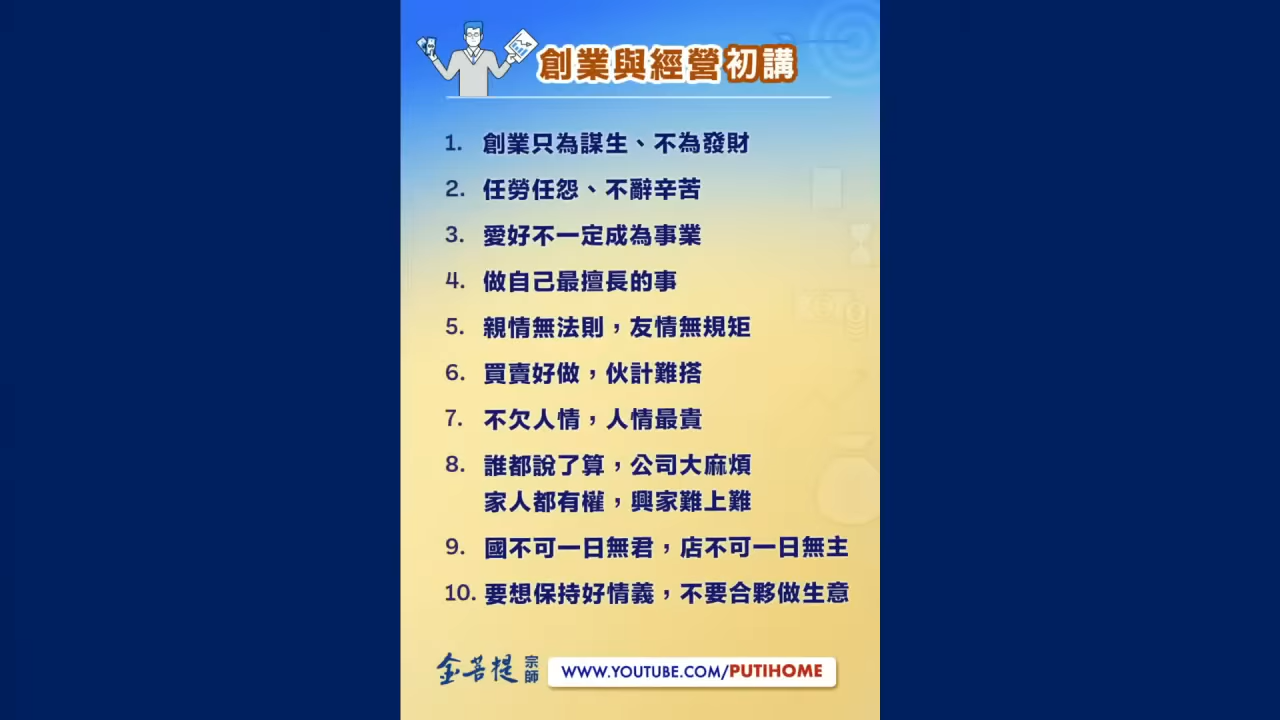 創業與經營初講
1. 創業只為謀生、不為發財
2. 任勞任怨、不辭辛苦
3. 愛好不一定成為事業
4. 做自己最擅長的事
5. 親情無法則，友情無規矩
6. 買賣好做，伙計難搭
7. 不欠人情，人情最貴
8. 誰都說了算，公司大麻煩
家人都有權，興家難上難
9. 國不可一日無君，店不可一日無主
10. 要想保持好情義，不要合夥做生意
金菩提 宗師 WWW.YOUTUBE.COM/PUTIHOME